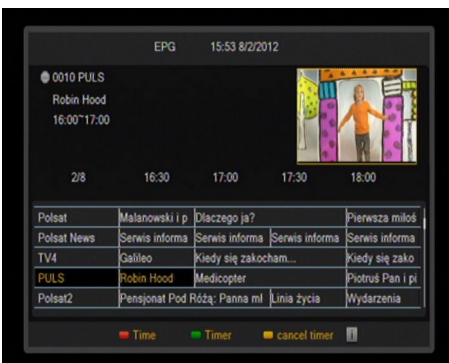 EPG 15:53 8/2/2012
0010 PULS
Robin Hood
16:00~17:00
2/8 16:30 17:00 17:30 18:00
Polsat Malanowski i p Dlaczego ja? Pierwsza miloś
Polsat News Serwis informa Serwis informa Serwis informa Serwis informa
TV4 Galileo Kiedy się zakocham... Kiedy się zako
PULS Robin Hood Medicopter Piotruś Pan i pi
Polsat2 Pensjonat Pod Różą: Panna mł Linia życia Wydarzenia
Time Timer cancel timer i